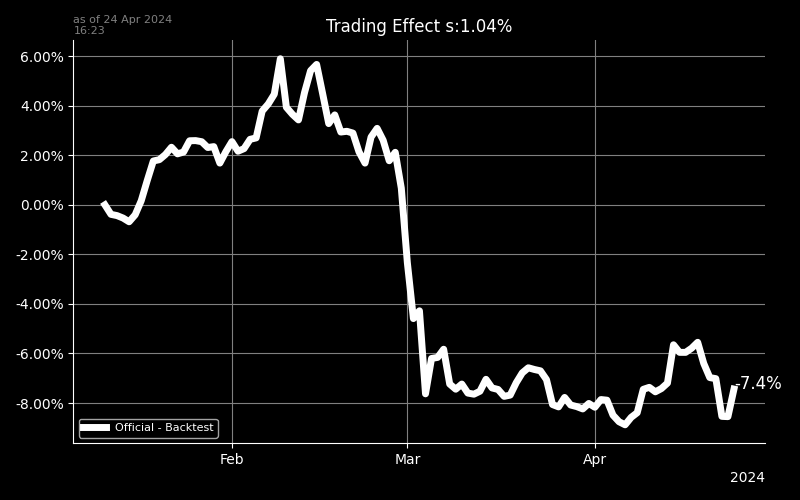 as of 24 Apr 2024
16:23
Trading Effect s:1.04%
6.00%
4.00%
2.00%
0.00%
-2.00%
-4.00%
-6.00%
-8.00%
-7.4%
Official - Backtest
Feb Mar Apr
2024